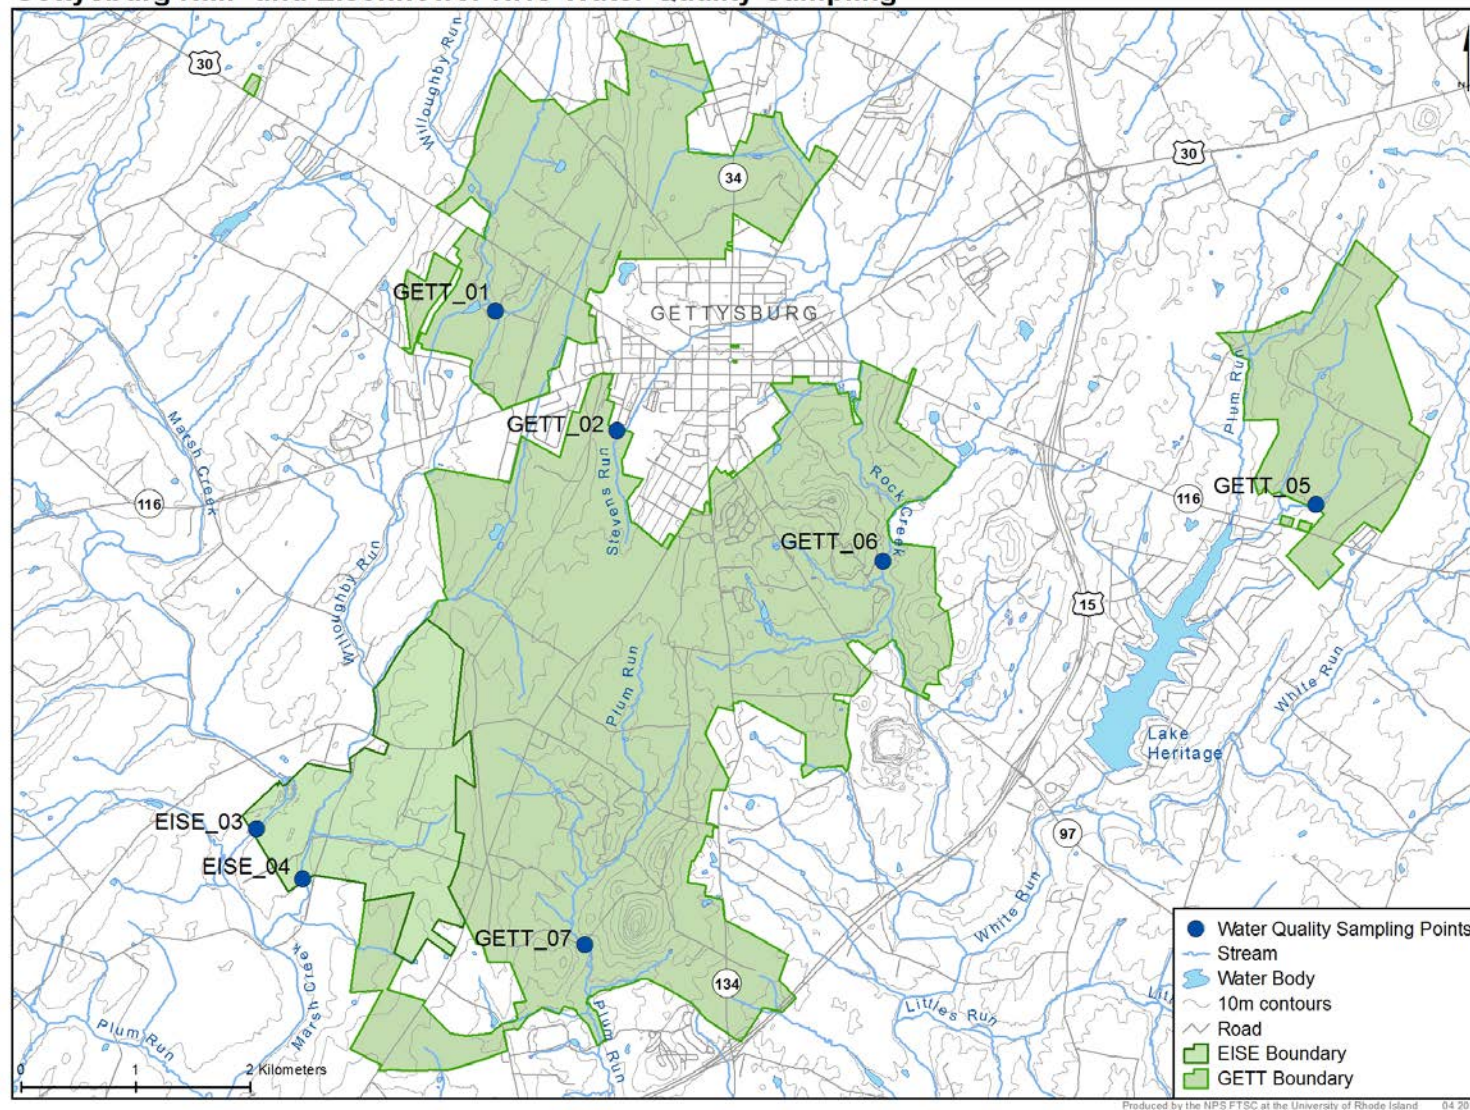 Willoughby Run
30
30
34
GETT_01
GETTYSBURG
Plum Run
GETT_02
Marsh Creek
116
Stevens Run
Rock Creek
116
GETT_05
GETT_06
15
Willoughby Run
Plum Run
White Run
Lake
Heritage
EISE_03
97
EISE_04
White Run
GETT_07
134
Marsh Creek
Littles Run
Plum Run
Plum Run
0 1 2 Kilometers
Water Quality Sampling Points
Stream
Water Body
10m contours
Road
EISE Boundary
GETT Boundary
Produced by the NPS FTSC at the University of Rhode Island 04 20